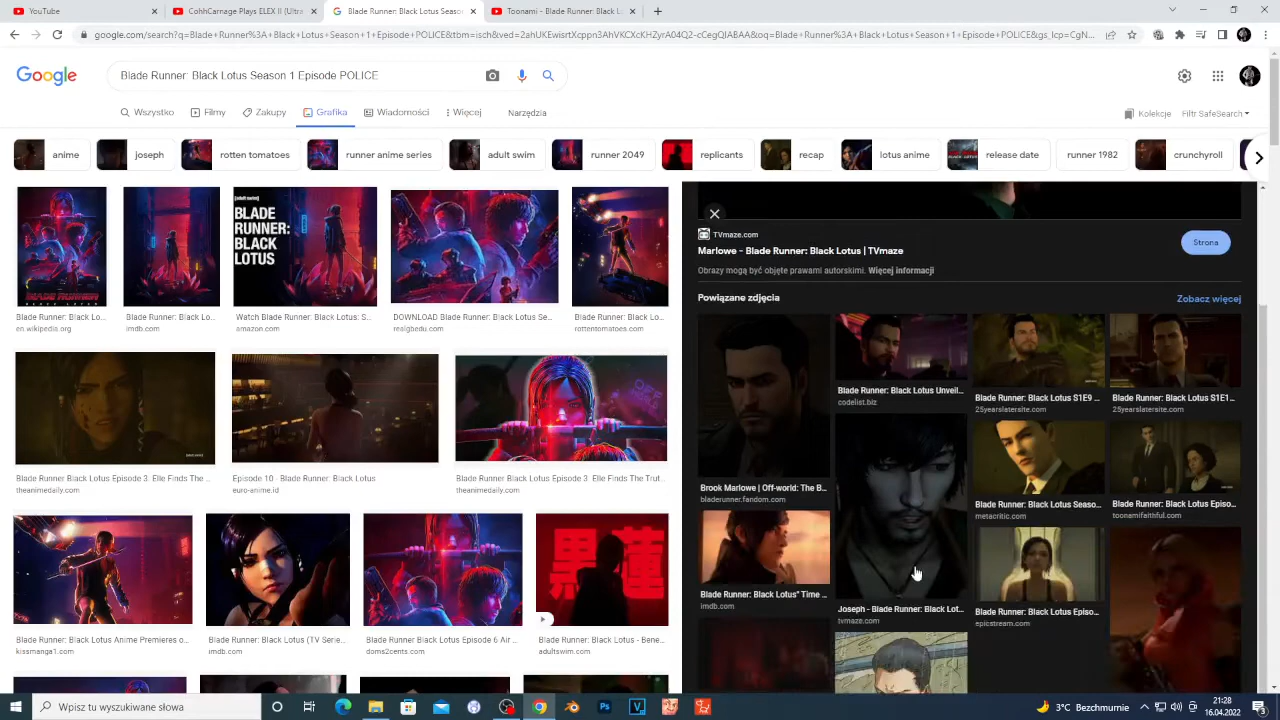 YouTube
CohhCarnage Plays ELEX II (Ultra
Blade Runner: Black Lotus Seaso
Toonami - Blade Runner: Black Lo
google.com/search?q=Blade+Runner%3A+Black+Lotus+Season+1+Episode+POLICE&tbm=isch&ved=2ahUKEwisrtXcppn3AhVKCXcKHZyrA04Q2-cCegQIABAA&oq=Blade+Runner%3A+Black+Lotus+Season+1+Episode+POLICE&gs_lcp=CgN...
Google
Blade Runner: Black Lotus Season 1 Episode POLICE
Wszystko
Filmy
Zakupy
Grafika
Wiadomości
Więcej
Narzędzia
Kolekcje
Filtr SafeSearch
anime
joseph
rotten tomatoes
runner anime series
adult swim
runner 2049
replicants
recap
lotus anime
release date
runner 1982
crunchyroll
[adult swim]
BLADE
RUNNER:
BLACK
LOTUS
Blade Runner: Black Lo...
en.wikipedia.org
Blade Runner: Black Lo...
imdb.com
Watch Blade Runner: Black Lotus: S...
amazon.com
DOWNLOAD Blade Runner: Black Lotus Se...
realgbedu.com
Blade Runner: Black Lo...
rottentomatoes.com
Blade Runner Black Lotus Episode 3: Elle Finds The ...
theanimedaily.com
Episode 10 - Blade Runner: Black Lotus
euro-anime.id
Blade Runner Black Lotus Episode 3: Elle Finds The Trut...
theanimedaily.com
Blade Runner: Black Lotus Anime Premieres o...
kissmanga1.com
Blade Runner: Black Lotus (TV Serie...
imdb.com
Blade Runner: Black Lotus Episode 6 Air ...
doms2cents.com
Blade Runner: Black Lotus - Bene...
adultswim.com
TVmaze.com
Marlowe - Blade Runner: Black Lotus | TVmaze
Strona
Obrazy mogą być objęte prawami autorskimi. Więcej informacji
Powiązane zdjęcia
Zobacz więcej
Blade Runner: Black Lotus Unveil...
codelist.biz
Blade Runner: Black Lotus S1E9 ...
25yearslatersite.com
Blade Runner: Black Lotus S1E1...
25yearslatersite.com
Brook Marlowe | Off-world: The B...
bladerunner.fandom.com
Blade Runner: Black Lotus Seaso...
metacritic.com
Blade Runner: Black Lotus Episo...
toonamifaithful.com
Blade Runner: Black Lotus" Time ...
imdb.com
Joseph - Blade Runner: Black Lot...
tvmaze.com
Blade Runner: Black Lotus Episo...
epicstream.com
Wpisz tu wyszukiwane słowa
3°C Bezchmurnie
21:28
16.04.2022